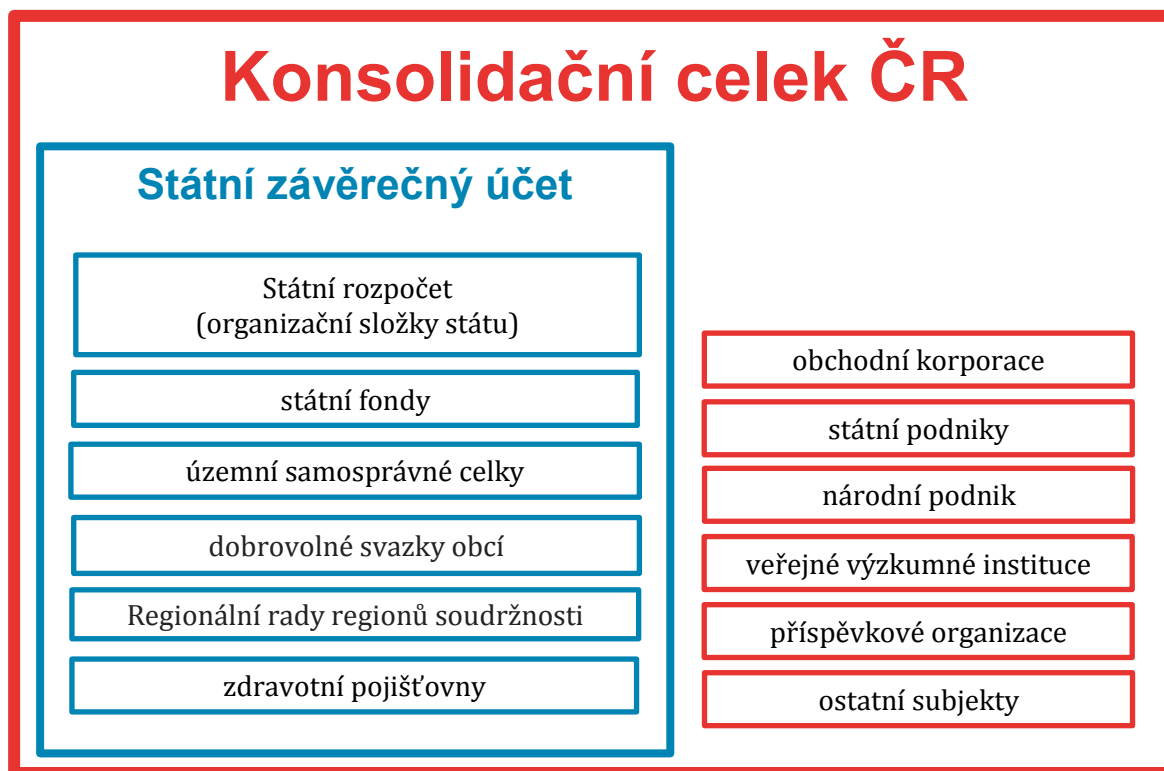 Konsolidační celek ČR
Státní závěrečný účet
Státní rozpočet
(organizační složky státu)
státní fondy
územní samosprávné celky
dobrovolné svazky obcí
Regionální rady regionů soudržnosti
zdravotní pojišťovny
obchodní korporace
státní podniky
národní podnik
veřejné výzkumné instituce
příspěvkové organizace
ostatní subjekty